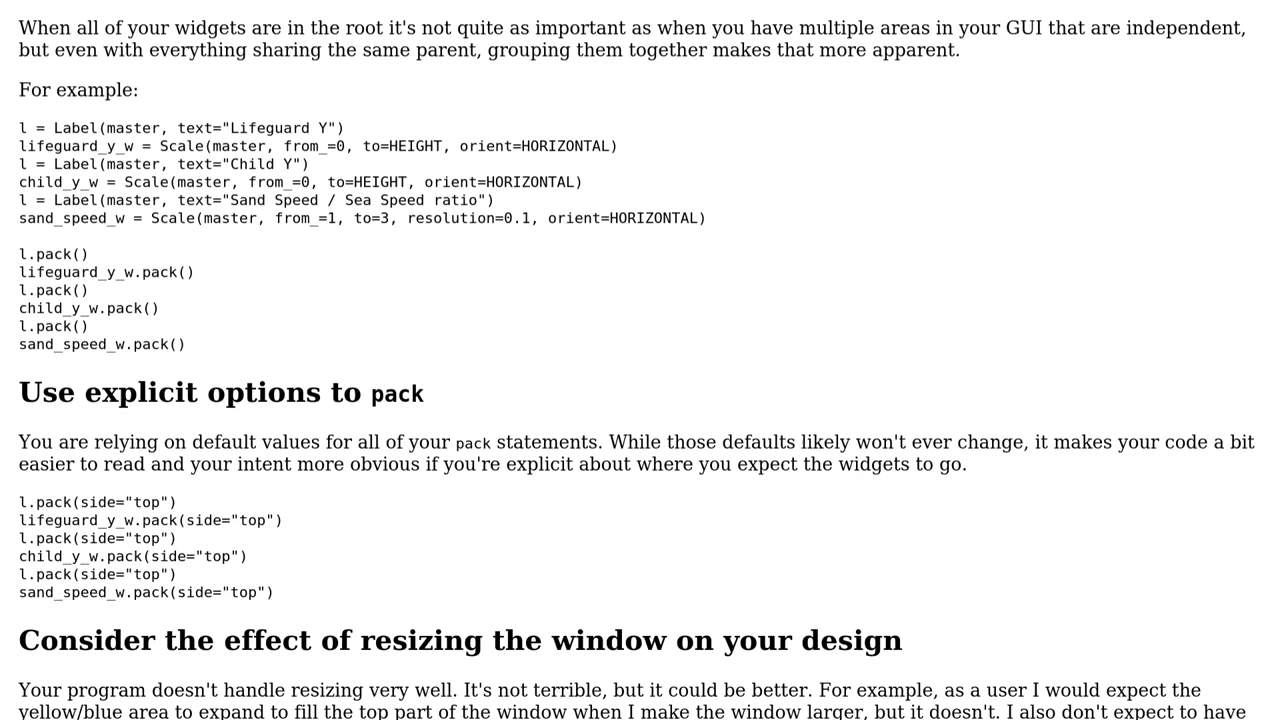 When all of your widgets are in the root it's not quite as important as when you have multiple areas in your GUI that are independent,
but even with everything sharing the same parent, grouping them together makes that more apparent.
For example:
l = Label(master, text="Lifeguard Y")
lifeguard_y_w = Scale(master, from_=0, to=HEIGHT, orient=HORIZONTAL)
l = Label(master, text="Child Y")
child_y_w = Scale(master, from_=0, to=HEIGHT, orient=HORIZONTAL)
l = Label(master, text="Sand Speed / Sea Speed ratio")
sand_speed_w = Scale(master, from_=1, to=3, resolution=0.1, orient=HORIZONTAL)
l.pack()
lifeguard_y_w.pack()
l.pack()
child_y_w.pack()
l.pack()
sand_speed_w.pack()
Use explicit options to pack
You are relying on default values for all of your pack statements. While those defaults likely won't ever change, it makes your code a bit
easier to read and your intent more obvious if you're explicit about where you expect the widgets to go.
l.pack(side="top")
lifeguard_y_w.pack(side="top")
l.pack(side="top")
child_y_w.pack(side="top")
l.pack(side="top")
sand_speed_w.pack(side="top")
Consider the effect of resizing the window on your design
Your program doesn't handle resizing very well. It's not terrible, but it could be better. For example, as a user I would expect the
yellow/blue area to expand to fill the top part of the window when I make the window larger, but it doesn't. I also don't expect to have